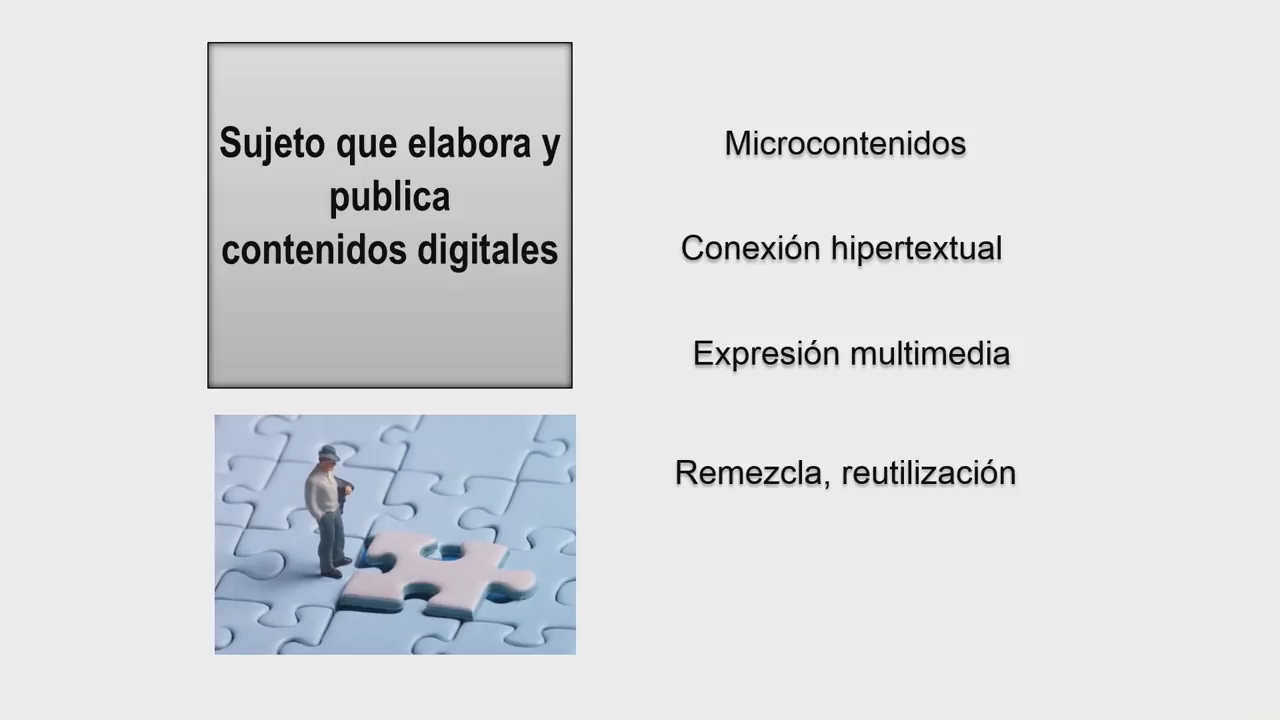 Sujeto que elabora y
publica
contenidos digitales
Microcontenidos
Conexión hipertextual
Expresión multimedia
Remezcla, reutilización